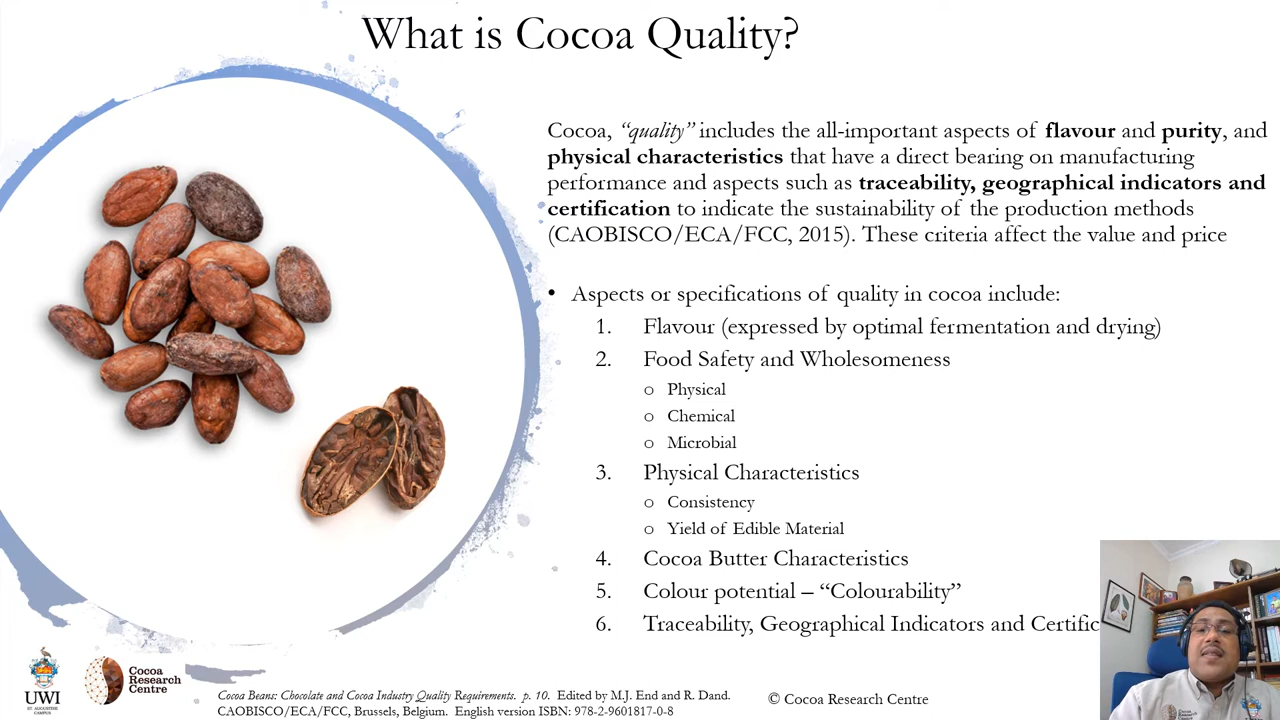 What is Cocoa Quality?
Cocoa, “quality” includes the all-important aspects of flavour and purity, and
physical characteristics that have a direct bearing on manufacturing
performance and aspects such as traceability, geographical indicators and
certification to indicate the sustainability of the production methods
(CAOBISCO/ECA/FCC, 2015). These criteria affect the value and price
• Aspects or specifications of quality in cocoa include:
1. Flavour (expressed by optimal fermentation and drying)
2. Food Safety and Wholesomeness
o Physical
o Chemical
o Microbial
3. Physical Characteristics
o Consistency
o Yield of Edible Material
4. Cocoa Butter Characteristics
5. Colour potential – “Colourability”
6. Traceability, Geographical Indicators and Certific
UWI
ST. AUGUSTINE
CAMPUS
Cocoa
Research
Centre
Cocoa Beans: Chocolate and Cocoa Industry Quality Requirements. p. 10. Edited by M.J. End and R. Dand.
CAOBISCO/ECA/FCC, Brussels, Belgium. English version ISBN: 978-2-9601817-0-8
© Cocoa Research Centre